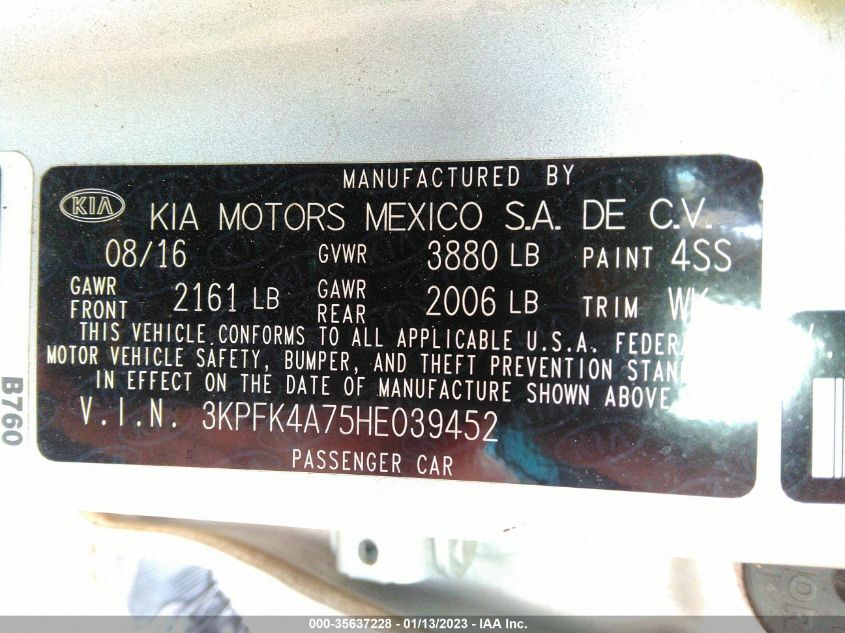 MANUFACTURED BY
KIA KIA MOTORS MEXICO S.A. DE C.V.
08/16 GVWR 3880 LB PAINT 4SS
GAWR FRONT 2161 LB GAWR REAR 2006 LB TRIM
THIS VEHICLE CONFORMS TO ALL APPLICABLE U.S.A.
MOTOR VEHICLE SAFETY, BUMPER, AND THEFT PREVENTION
IN EFFECT ON THE DATE OF MANUFACTURE SHOWN ABOVE
V.I.N. 3KPFK4A75HE039452
PASSENGER CAR
B760
000-35637228 - 01/13/2023 - IAA Inc.